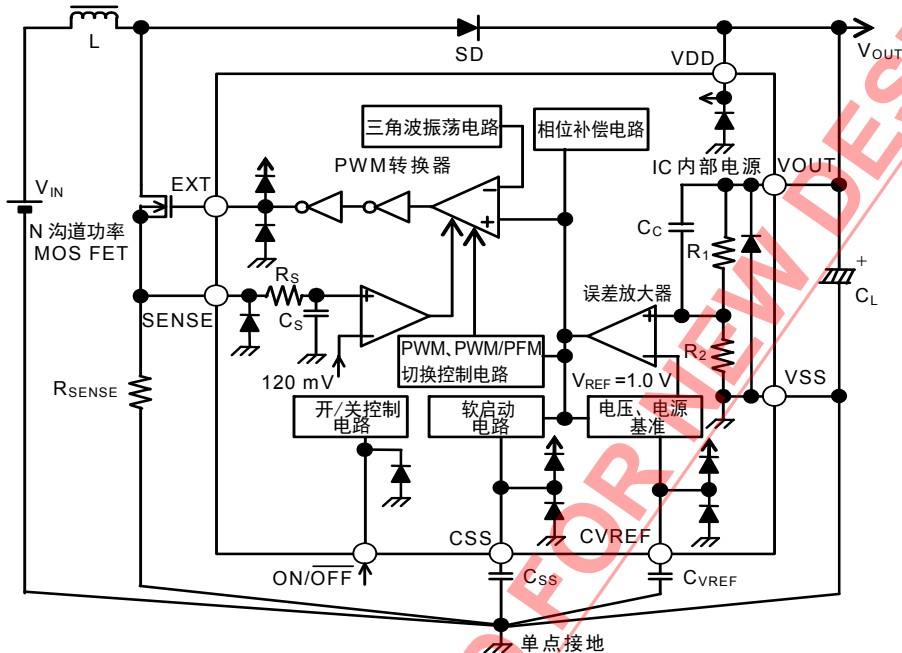 L
SD
VOUT
VDD
三角波振荡电路
相位补偿电路
PWM转换器
IC 内部电源
VOUT
EXT
VIN
N 沟道功率
MOS FET
CC
R1
RS
误差放大器
+
CL
SENSE
CS
R2
120 mV
PWM、PWM/PFM
切换控制电路
VREF =1.0 V
VSS
RSENSE
开/关控制
电路
软启动
电路
电压、电源
基准
CSS
CVREF
ON/OFF
CSS
CVREF
单点接地
FOR NEW DES